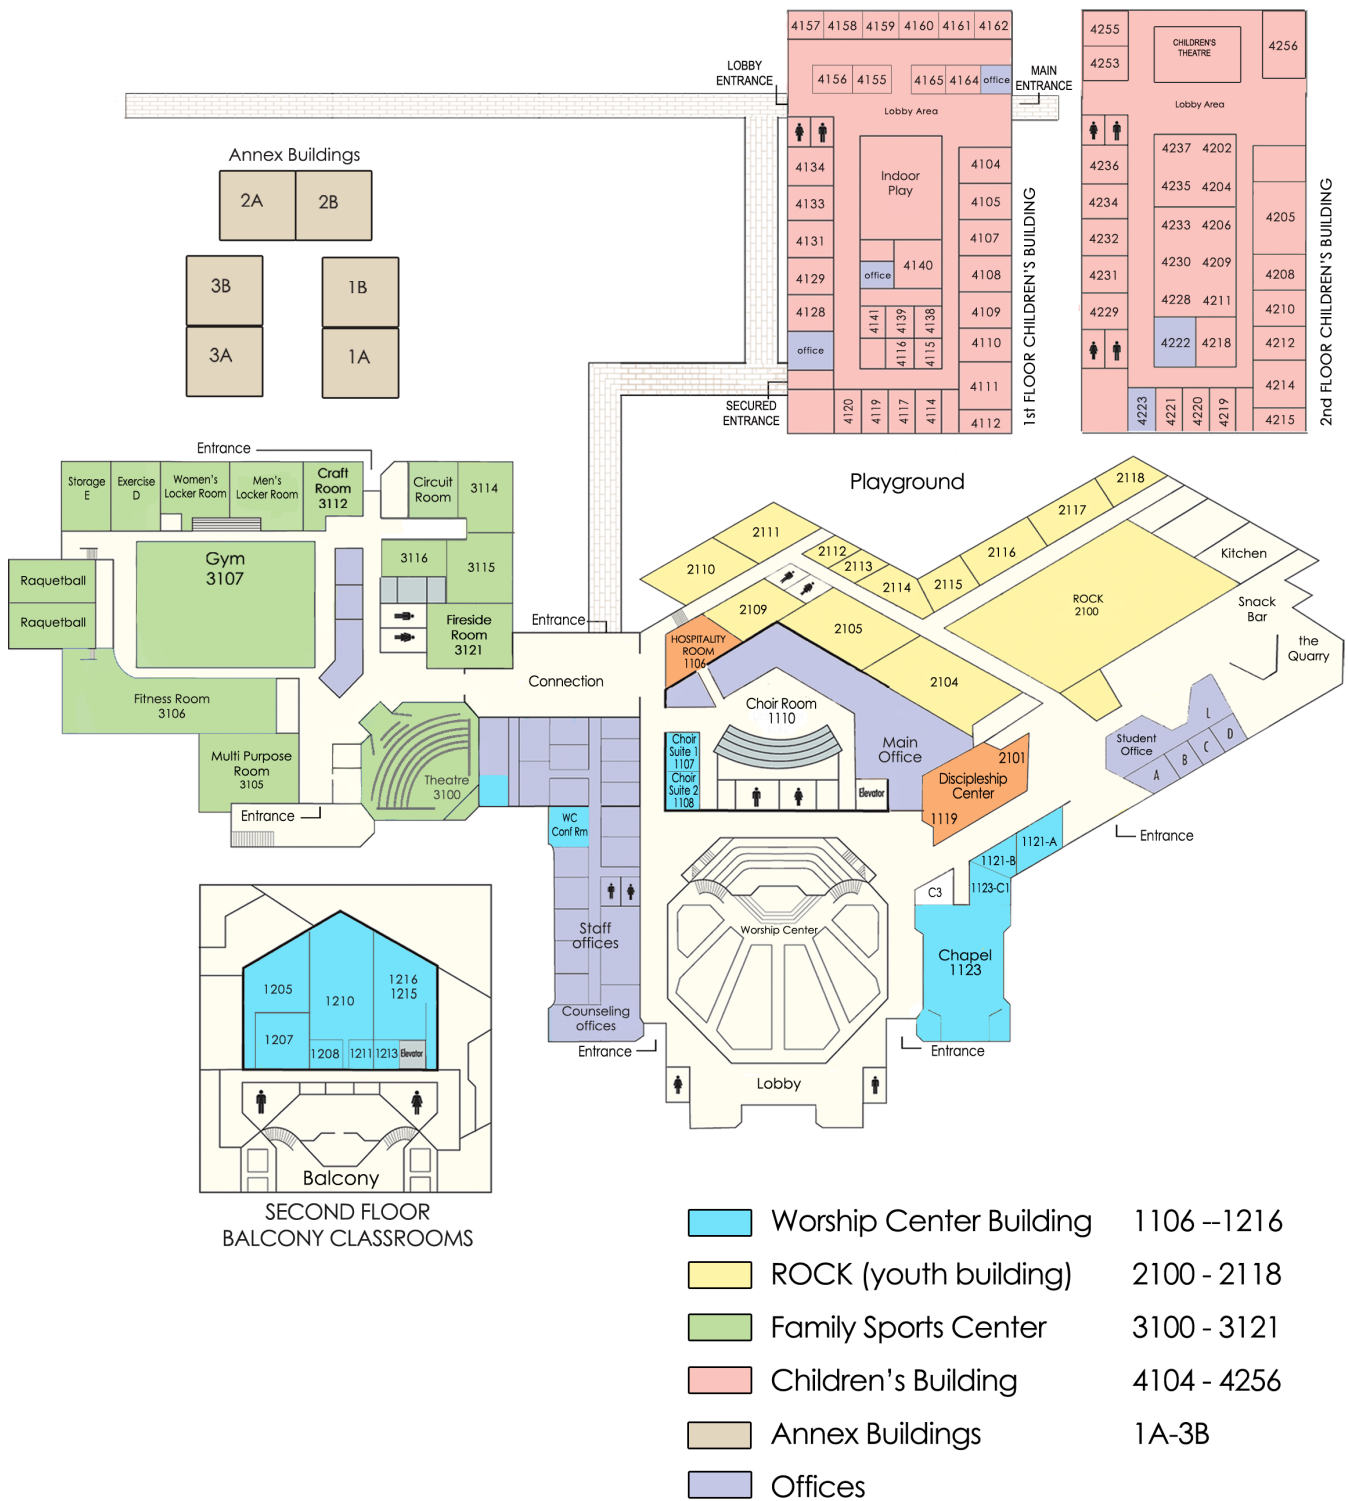 4157 4158 4159 4160 4161 4162
LOBBY
ENTRANCE
4156 4155 4165 4164 office
MAIN
ENTRANCE
Lobby Area
4134
4133
4131
4129
4128
office
Indoor
Play
office
4140
4141 4139 4138
4116 4115
4104
4105
4107
4108
4109
4110
4111
4112
SECURED
ENTRANCE
4120 4119 4117 4114
1st FLOOR CHILDREN'S BUILDING
4255
4253
CHILDREN'S
THEATRE
4256
Lobby Area
4236
4234
4232
4231
4229
4237 4202
4235 4204
4233 4206
4230 4209
4228 4211
4222 4218
4205
4208
4210
4212
4214
4215
4223 4221 4220 4219
2nd FLOOR CHILDREN'S BUILDING
Annex Buildings
2A 2B
3B 1B
3A 1A
Entrance
Storage
E
Exercise
D
Women's
Locker Room
Men's
Locker Room
Craft
Room
3112
Circuit
Room
3114
Gym
3107
3116
3115
Raquetball
Raquetball
Fireside
Room
3121
Fitness Room
3106
Multi Purpose
Room
3105
Theatre
3100
Entrance
Entrance
Connection
Playground
2118
2117
2116
2115
2111
2110
2112
2113
2114
2109
2105
2104
ROCK
2100
Kitchen
Snack
Bar
the
Quarry
HOSPITALITY
ROOM
1106
Choir Room
1110
Main
Office
Choir
Suite 1
1107
Choir
Suite 2
1108
Elevator
2101
Discipleship
Center
1119
Student
Office
L
A B C D
Entrance
WC
Conf Rm
Staff
offices
Counseling
offices
Entrance
Worship Center
Lobby
1121-A
1121-B
1123-C1
C3
Chapel
1123
Entrance
1205
1207
1210
1216
1215
1208 1211 1213 Elevator
Balcony
SECOND FLOOR
BALCONY CLASSROOMS
Worship Center Building 1106 --1216
ROCK (youth building) 2100 - 2118
Family Sports Center 3100 - 3121
Children's Building 4104 - 4256
Annex Buildings 1A-3B
Offices